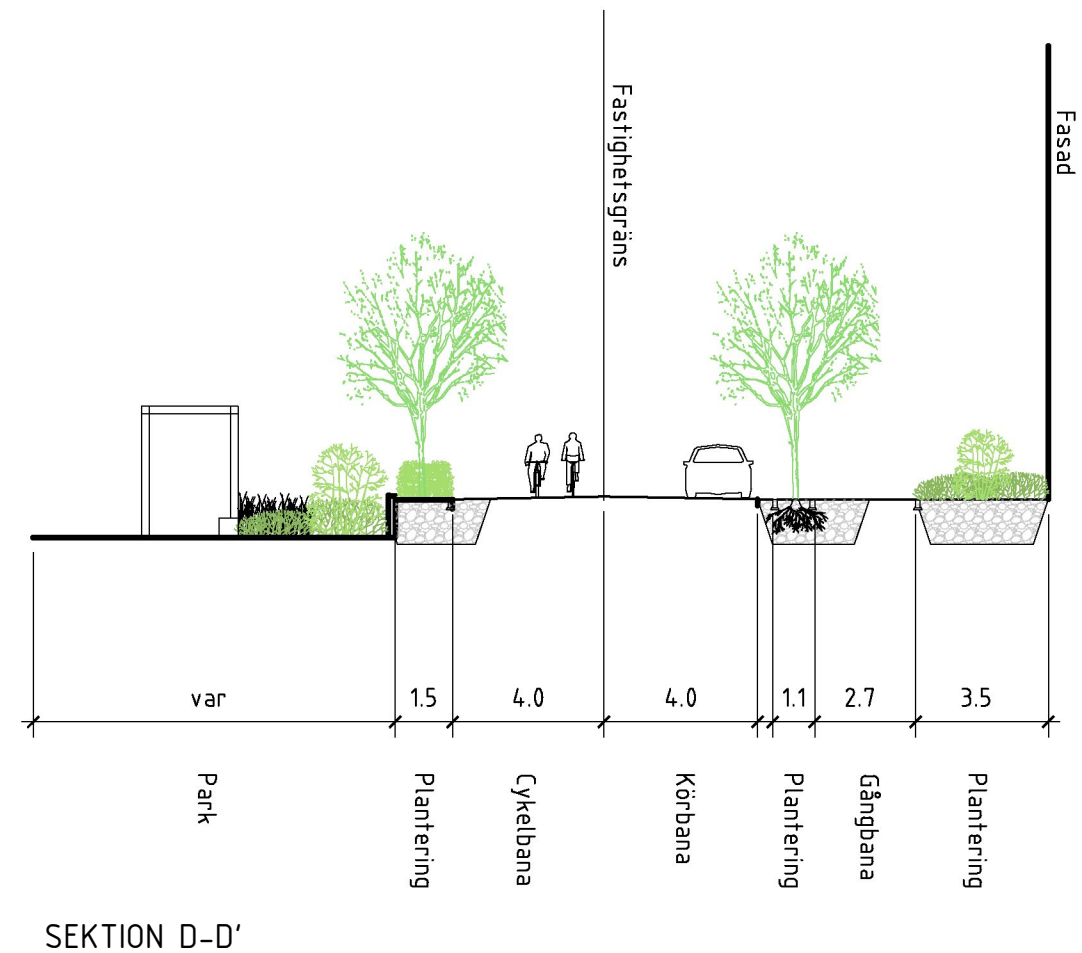 Fastighetsgräns
Fasad
var
1.5
4.0
4.0
1.1
2.7
3.5
Park
Plantering
Cykelbana
Körbana
Plantering
Gångbana
Plantering
SEKTION D-D'